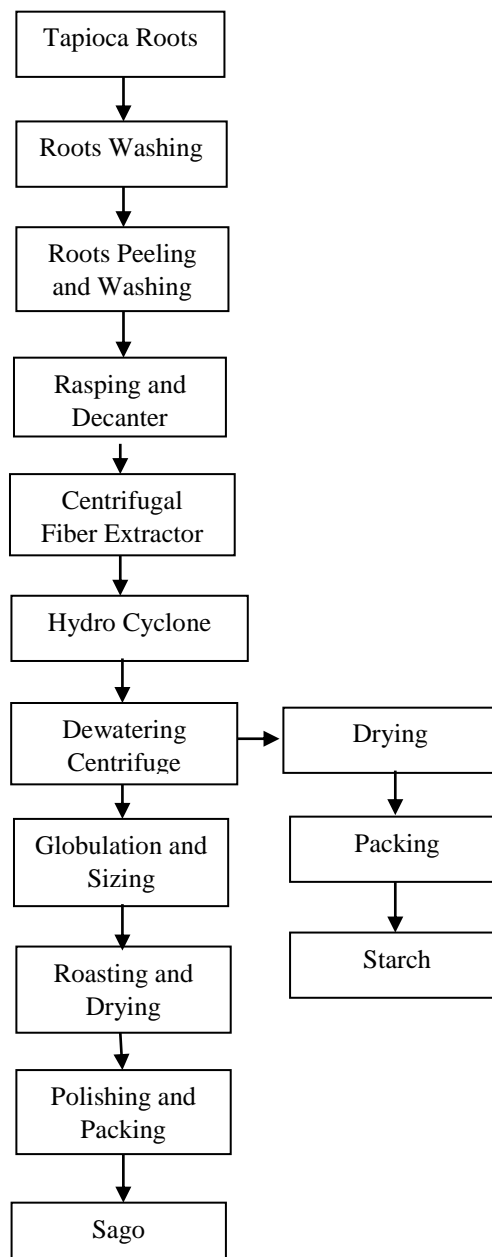 Tapioca Roots
Roots Washing
Roots Peeling
and Washing
Rasping and
Decanter
Centrifugal
Fiber Extractor
Hydro Cyclone
Dewatering
Centrifuge
Globulation and
Sizing
Roasting and
Drying
Polishing and
Packing
Sago
Drying
Packing
Starch